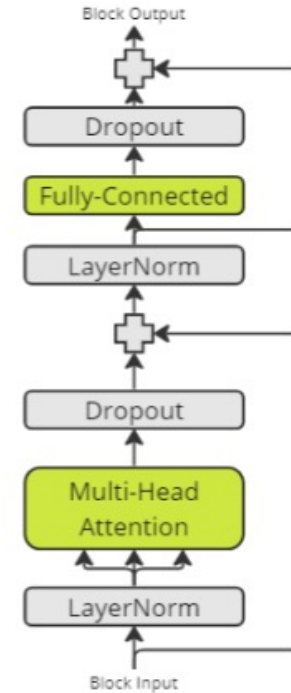 Block Output
Dropout
Fully-Connected
LayerNorm
Dropout
Multi-Head
Attention
LayerNorm
Block Input